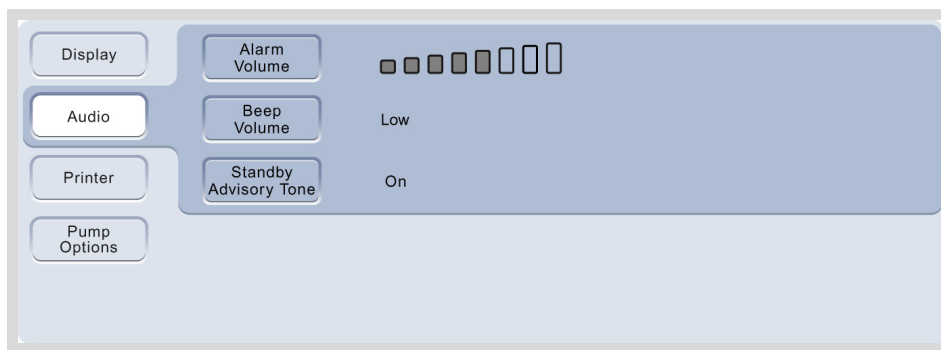 Display
Audio
Printer
Pump
Options
Alarm
Volume
Beep
Volume
Low
Standby
Advisory Tone
On